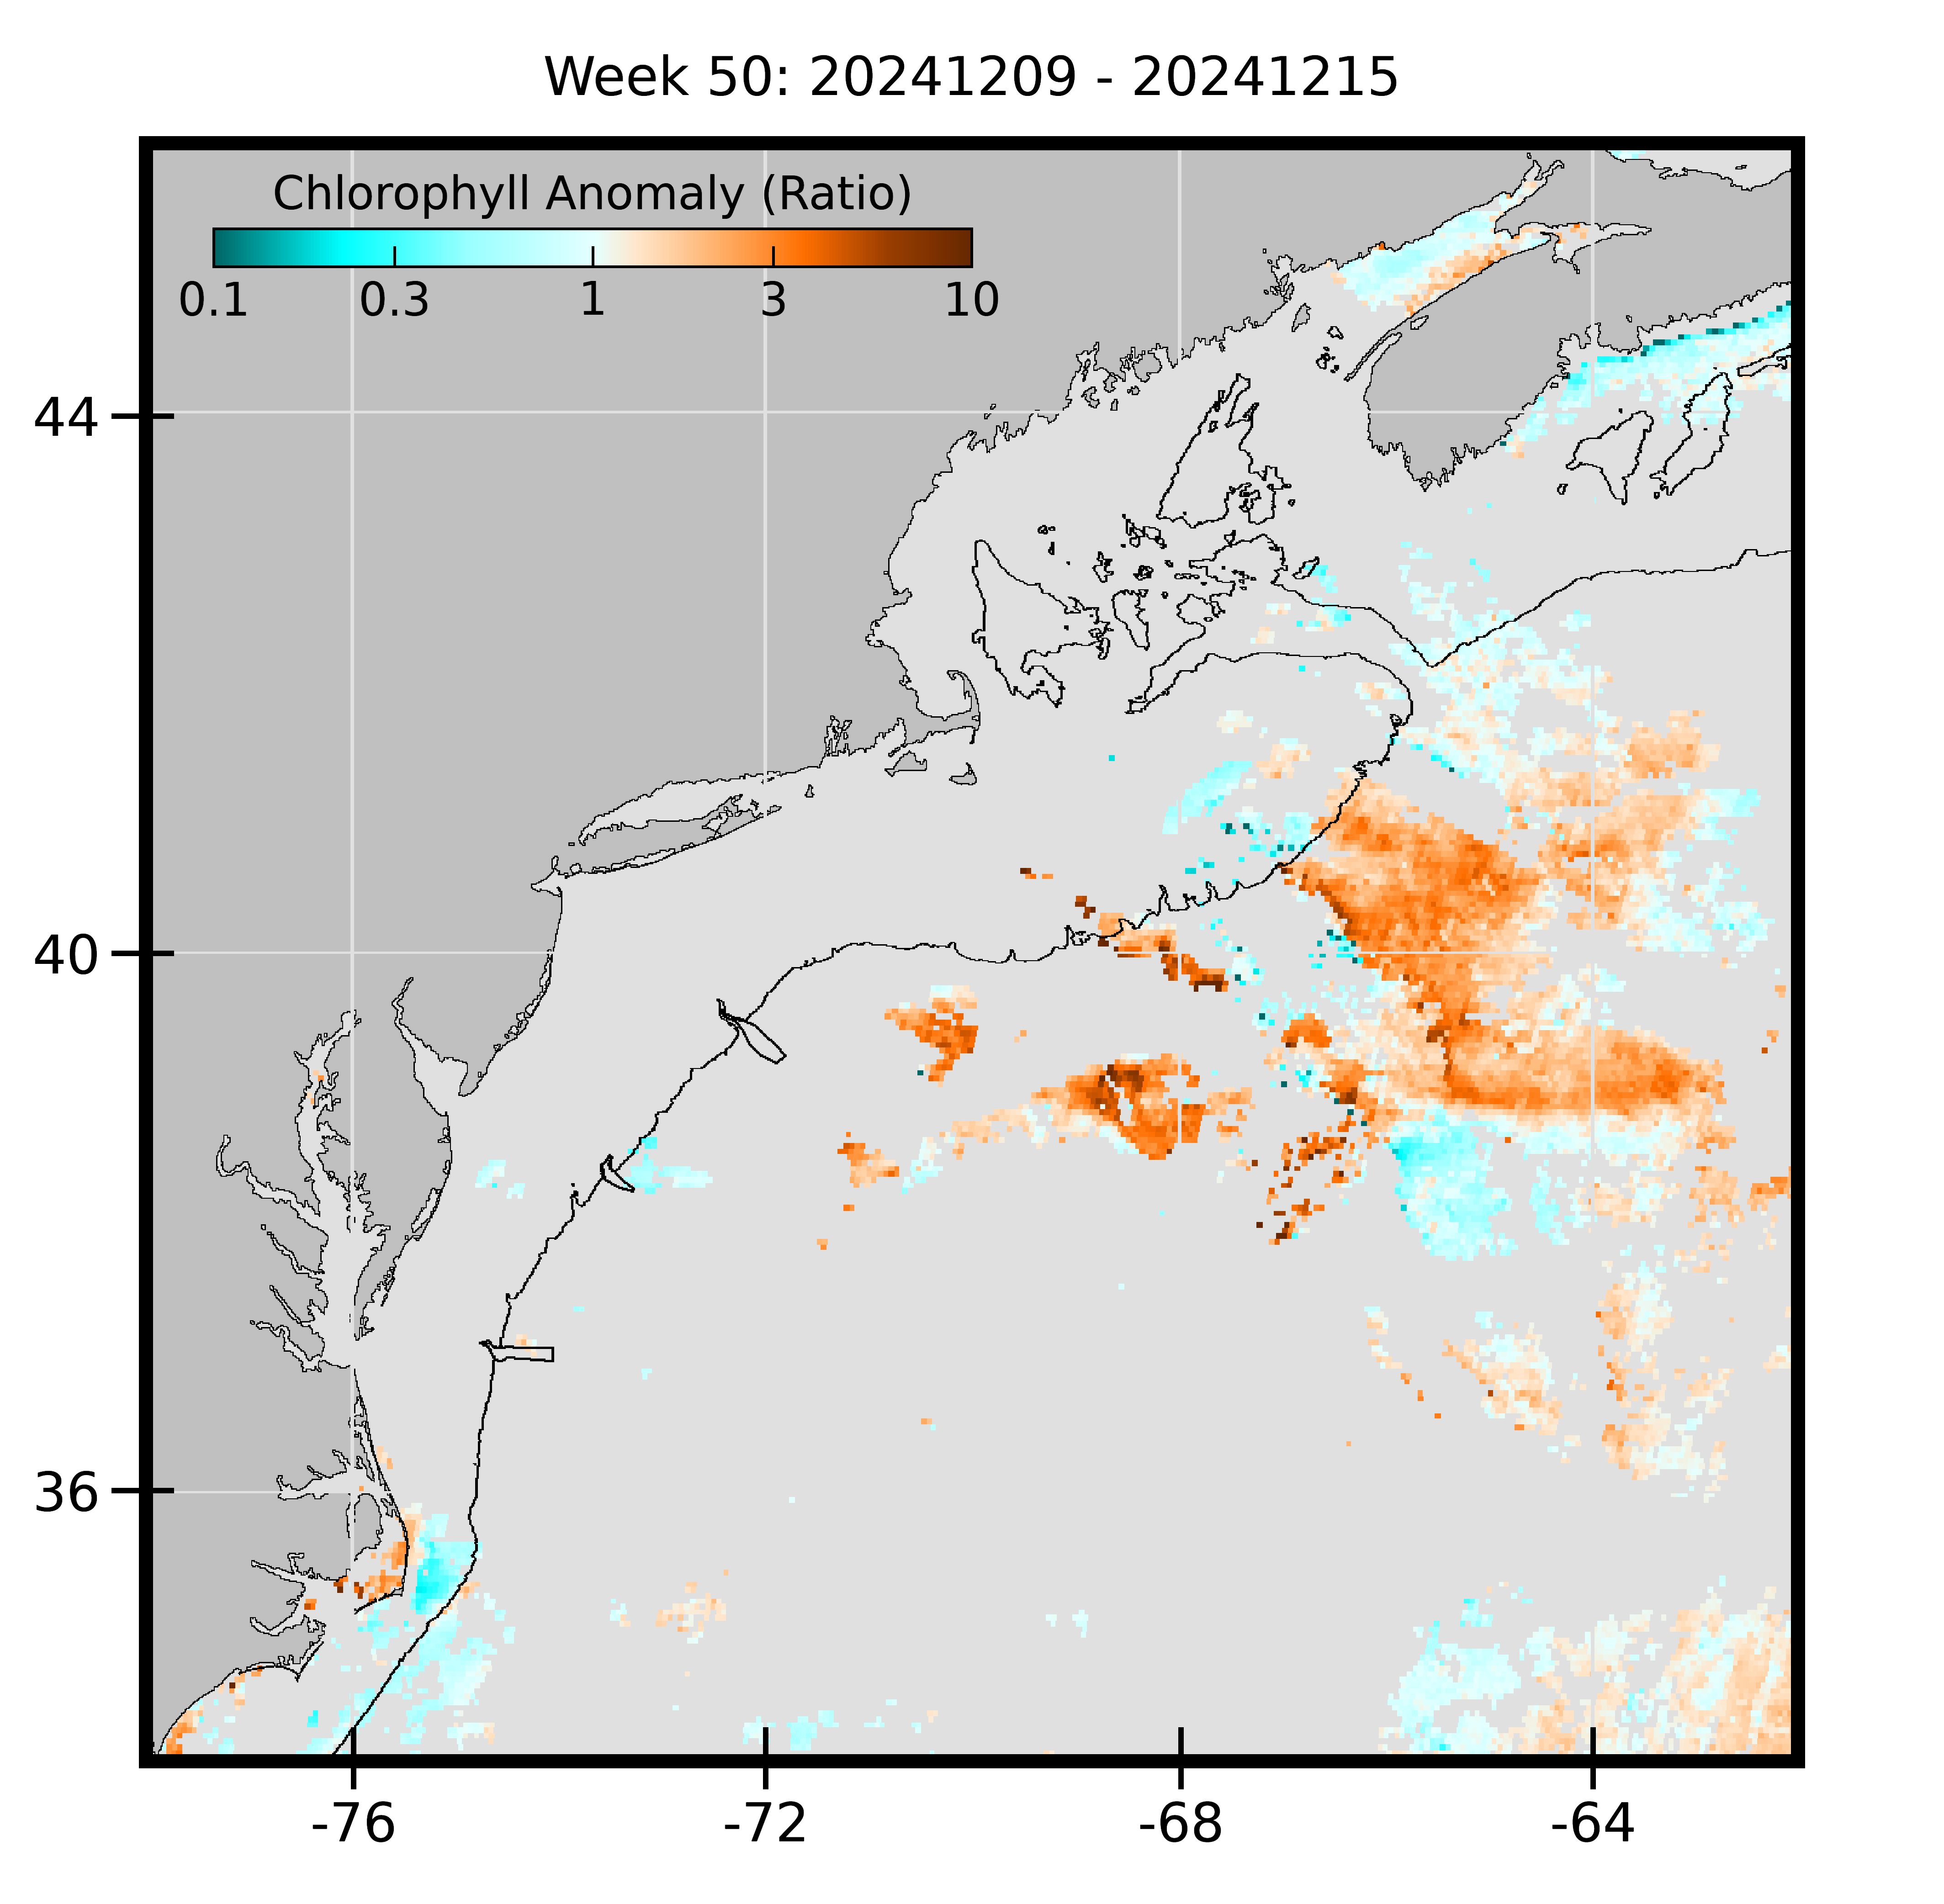 Week 50: 20241209 - 20241215
Chlorophyll Anomaly (Ratio)
0.1 0.3 1 3 10
44
40
36
-76 -72 -68 -64